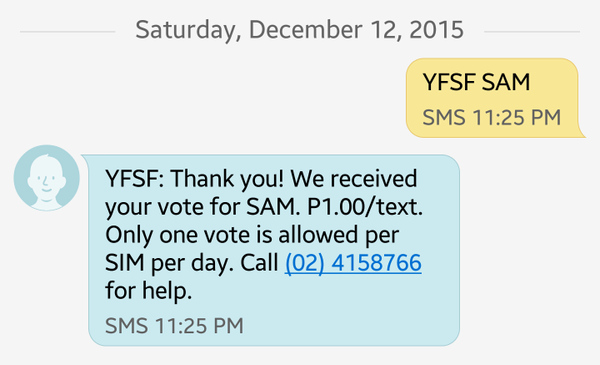 Saturday, December 12, 2015
YFSF SAM
SMS 11:25 PM
YFSF: Thank you! We received
your vote for SAM. P1.00/text.
Only one vote is allowed per
SIM per day. Call (02) 4158766
for help.
SMS 11:25 PM